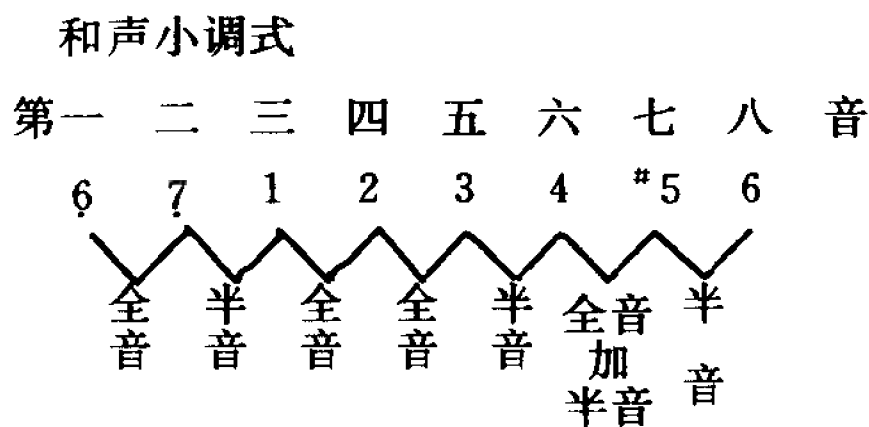 和声小调式
第一 二 三 四 五 六 七 八 音
6̣ 7̣ 1 2 3 4 #5 6
全音 半音 全音 全音 半音 全音加半音 半音